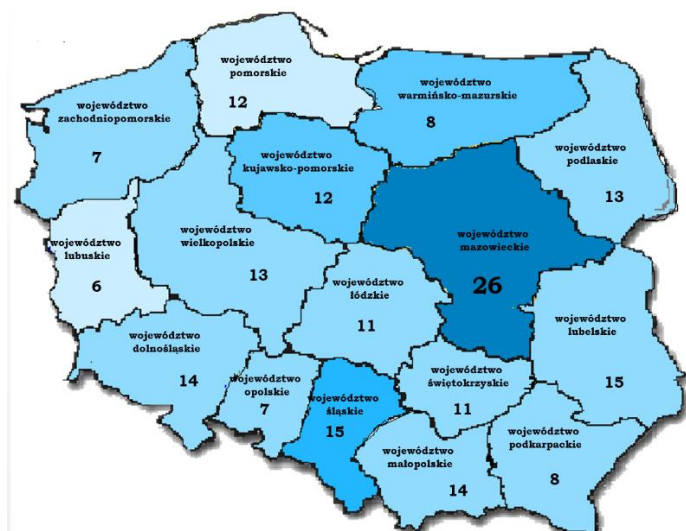 województwo
pomorskie
12
województwo
warmińsko-mazurskie
8
województwo
zachodniopomorskie
7
województwo
podlaskie
13
województwo
kujawsko-pomorskie
12
województwo
mazowieckie
26
województwo
wielkopolskie
13
województwo
lubuskie
6
województwo
łódzkie
11
województwo
lubelskie
15
województwo
dolnośląskie
14
województwo
opolskie
7
województwo
śląskie
15
województwo
świętokrzyskie
11
województwo
podkarpackie
8
województwo
małopolskie
14